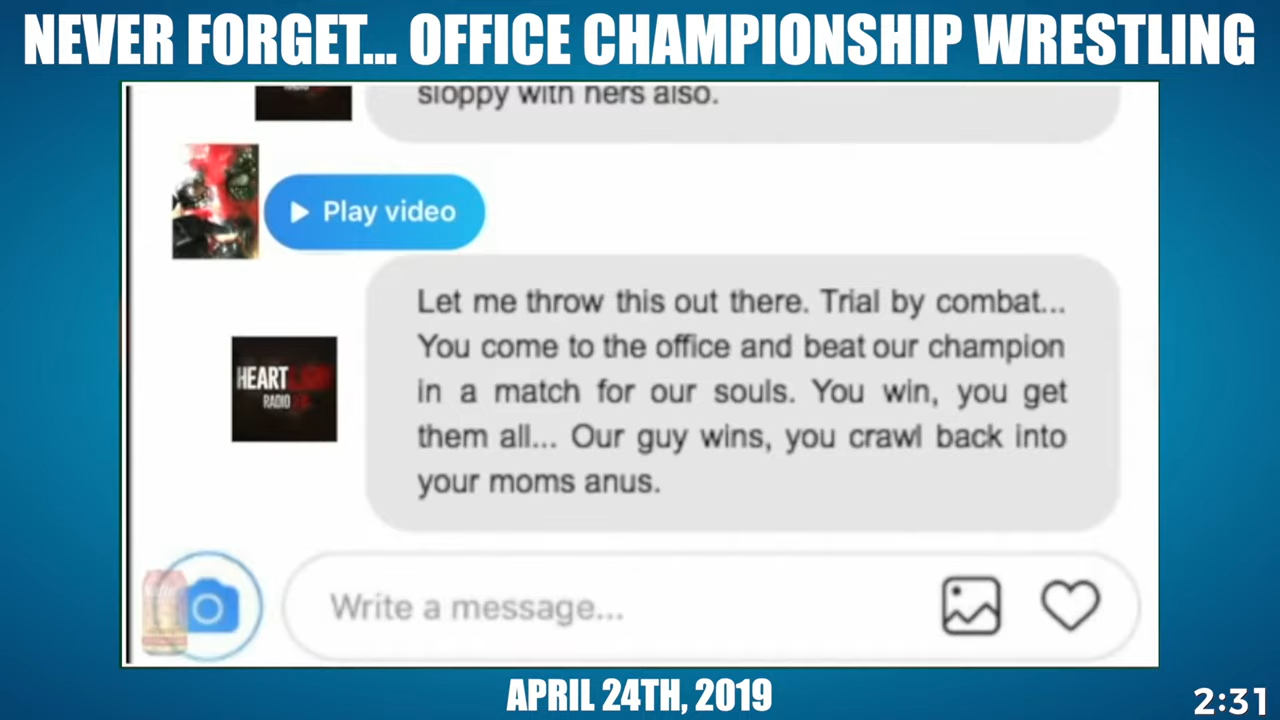 NEVER FORGET... OFFICE CHAMPIONSHIP WRESTLING
sloppy with hers also.
Play video
Let me throw this out there. Trial by combat...
You come to the office and beat our champion
in a match for our souls. You win, you get
them all... Our guy wins, you crawl back into
your moms anus.
HEART
RADIO
Write a message...
APRIL 24TH, 2019
2:31